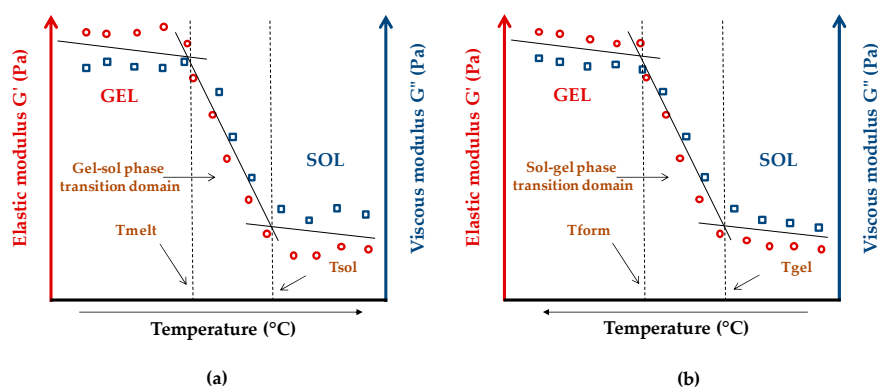 Elastic modulus G' (Pa)
GEL
SOL
Gel-sol phase
transition domain
Tmelt
Tsol
Viscous modulus G" (Pa)
Temperature (°C)
(a)
Elastic modulus G' (Pa)
GEL
SOL
Sol-gel phase
transition domain
Tform
Tgel
Viscous modulus G" (Pa)
Temperature (°C)
(b)